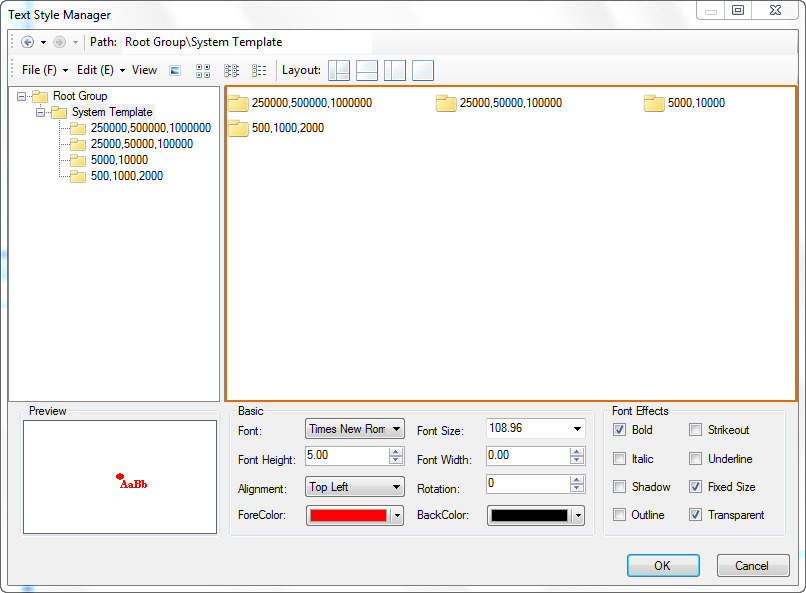 Text Style Manager
Path: Root Group\System Template
File (F) Edit (E) View Layout:
Root Group
System Template
250000,500000,1000000
25000,50000,100000
5000,10000
500,1000,2000
250000,500000,1000000 25000,50000,100000 5000,10000
500,1000,2000
Preview
AaBb
Basic
Font: Times New Rom Font Size: 108.96
Font Height: 5.00 Font Width: 0.00
Alignment: Top Left Rotation: 0
ForeColor: BackColor:
Font Effects
Bold Strikeout
Italic Underline
Shadow Fixed Size
Outline Transparent
OK Cancel